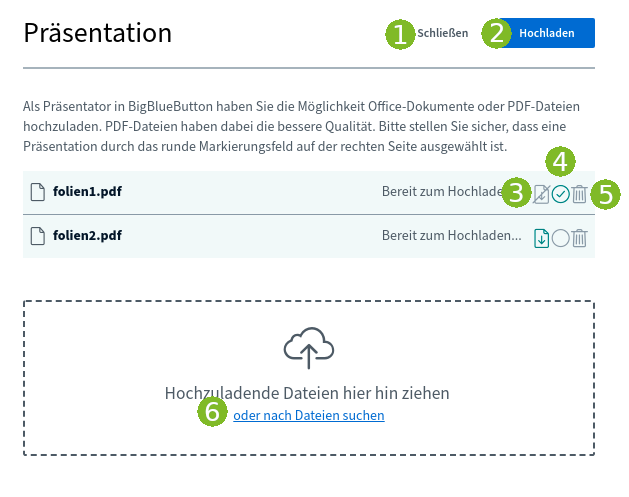 Präsentation
1 Schließen
2 Hochladen
Als Präsentator in BigBlueButton haben Sie die Möglichkeit Office-Dokumente oder PDF-Dateien
hochzuladen. PDF-Dateien haben dabei die bessere Qualität. Bitte stellen Sie sicher, dass eine
Präsentation durch das runde Markierungsfeld auf der rechten Seite ausgewählt ist.
4
folien1.pdf Bereit zum Hochlade 3 5
folien2.pdf Bereit zum Hochladen...
Hochzuladende Dateien hier hin ziehen
6 oder nach Dateien suchen